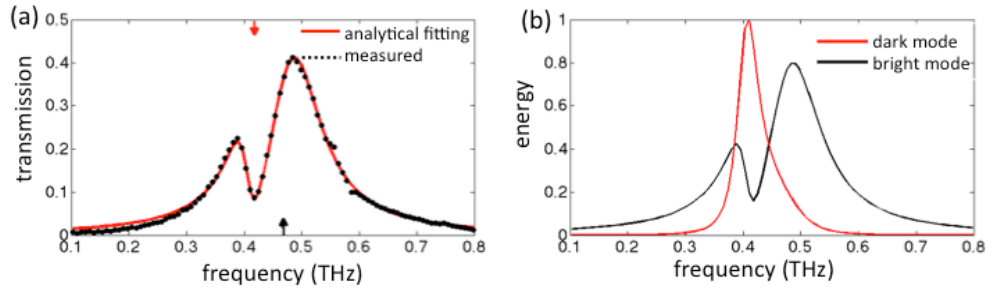 (a)
analytical fitting
measured
transmission
0.5
0.4
0.3
0.2
0.1
0
0.1 0.2 0.3 0.4 0.5 0.6 0.7 0.8
frequency (THz)
(b)
dark mode
bright mode
energy
1
0.8
0.6
0.4
0.2
0
0.1 0.2 0.3 0.4 0.5 0.6 0.7 0.8
frequency (THz)